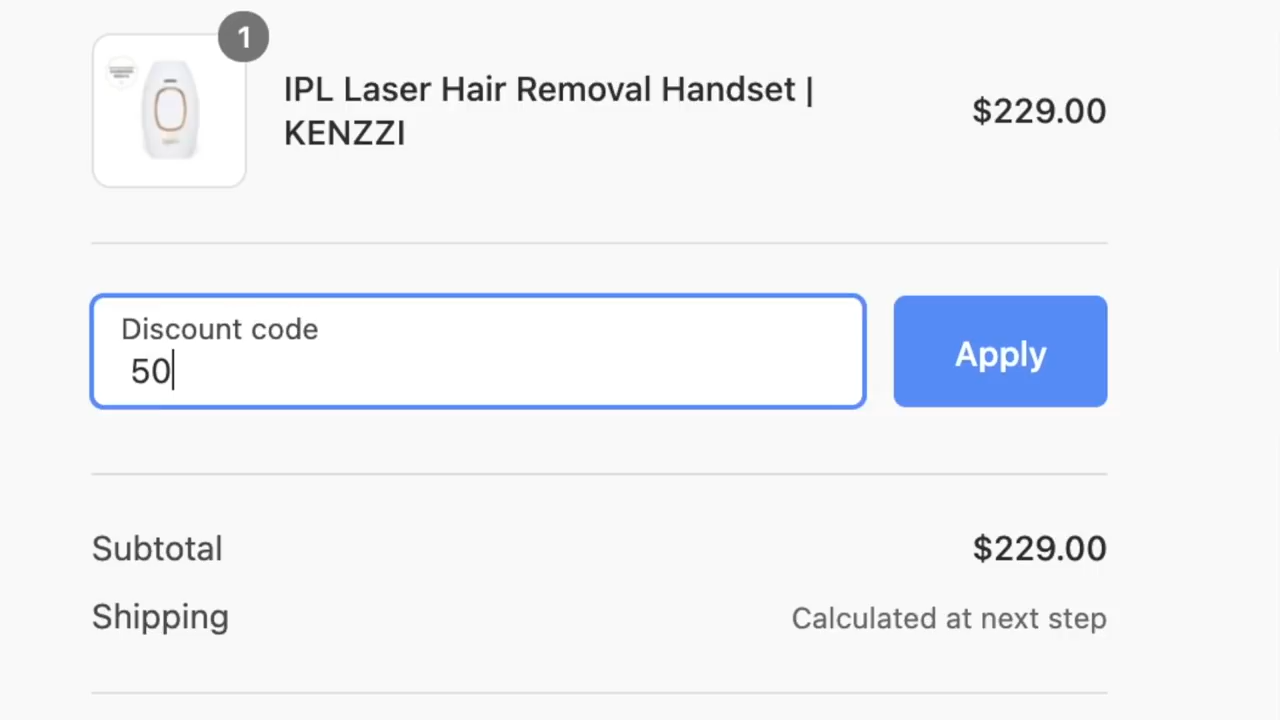 1
IPL Laser Hair Removal Handset |
KENZZI
$229.00
Discount code
50
Apply
Subtotal
$229.00
Shipping
Calculated at next step